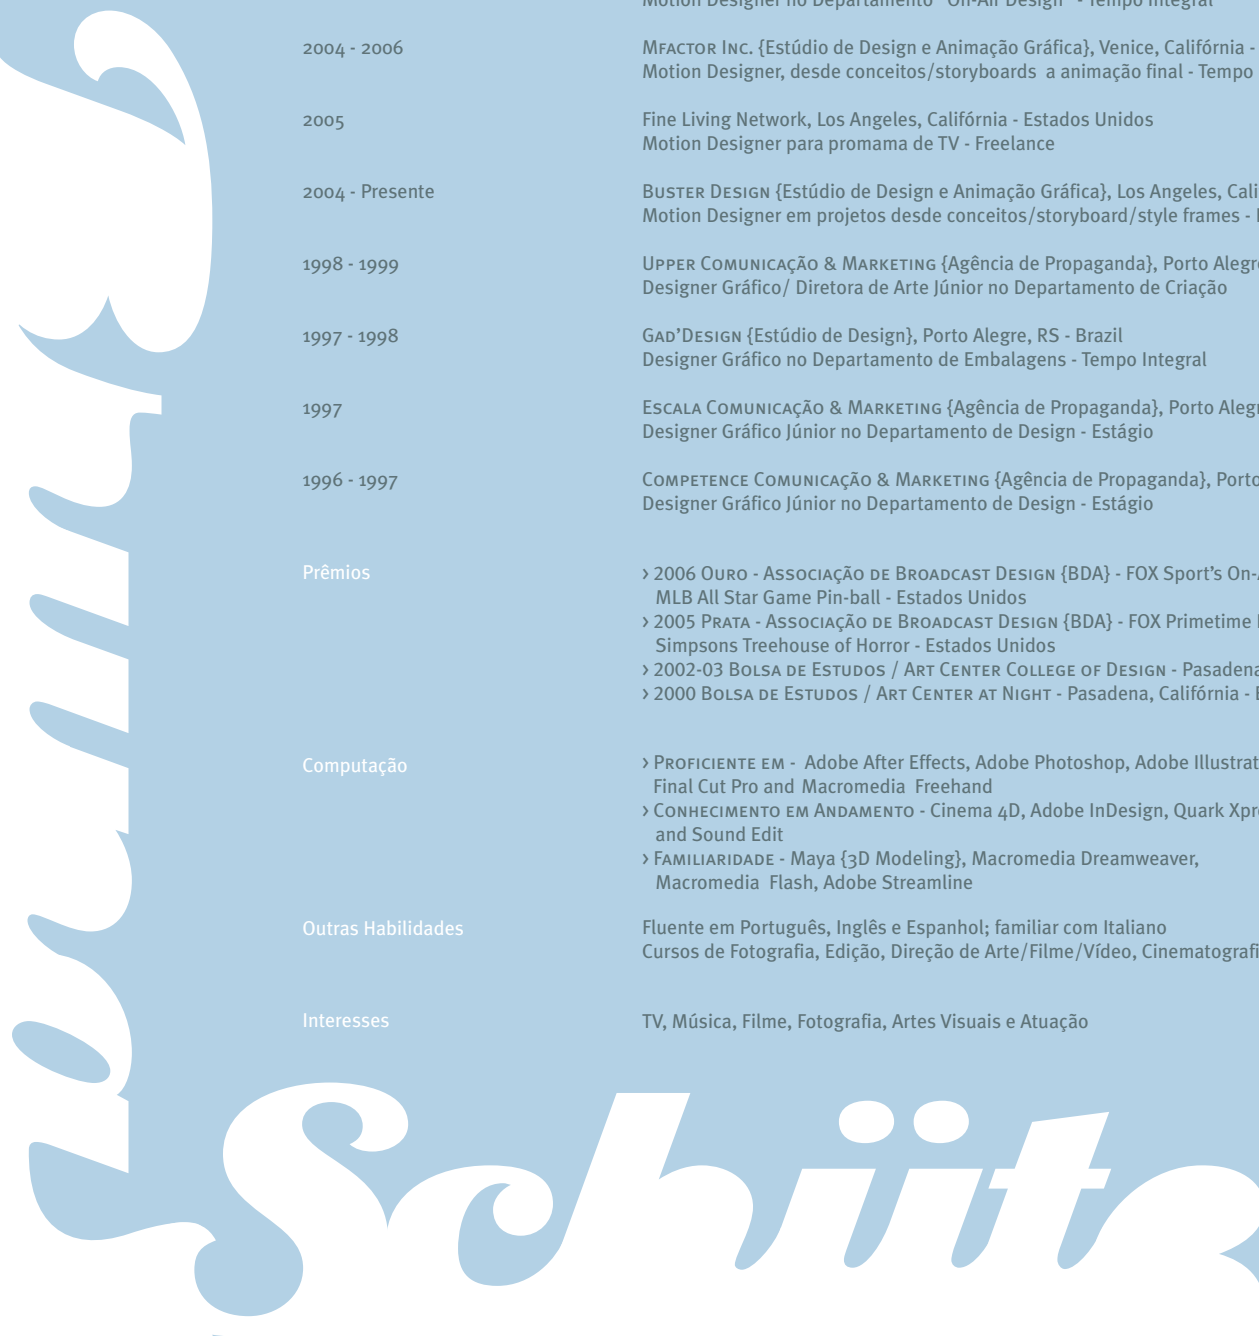 Motion Designer no Departamento "On-Air Design" - Tempo Integral
2004 - 2006 Mfactor Inc. {Estúdio de Design e Animação Gráfica}, Venice, Califórnia -
Motion Designer, desde conceitos/storyboards a animação final - Tempo
2005 Fine Living Network, Los Angeles, Califórnia - Estados Unidos
Motion Designer para promama de TV - Freelance
2004 - Presente Buster Design {Estúdio de Design e Animação Gráfica}, Los Angeles, Cali
Motion Designer em projetos desde conceitos/storyboard/style frames -
1998 - 1999 Upper Comunicação & Marketing {Agência de Propaganda}, Porto Alegre
Designer Gráfico/ Diretora de Arte Júnior no Departamento de Criação
1997 - 1998 Gad'Design {Estúdio de Design}, Porto Alegre, RS - Brazil
Designer Gráfico no Departamento de Embalagens - Tempo Integral
1997 Escala Comunicação & Marketing {Agência de Propaganda}, Porto Alegr
Designer Gráfico Júnior no Departamento de Design - Estágio
1996 - 1997 Competence Comunicação & Marketing {Agência de Propaganda}, Porto
Designer Gráfico Júnior no Departamento de Design - Estágio
Prêmios > 2006 Ouro - Associação de Broadcast Design {BDA} - FOX Sport's On-
MLB All Star Game Pin-ball - Estados Unidos
> 2005 Prata - Associação de Broadcast Design {BDA} - FOX Primetime
Simpsons Treehouse of Horror - Estados Unidos
> 2002-03 Bolsa de Estudos / Art Center College of Design - Pasadena
> 2000 Bolsa de Estudos / Art Center at Night - Pasadena, Califórnia -
Computação > Proficiente em - Adobe After Effects, Adobe Photoshop, Adobe Illustrat
Final Cut Pro and Macromedia Freehand
> Conhecimento em Andamento - Cinema 4D, Adobe InDesign, Quark Xpr
and Sound Edit
> Familiaridade - Maya {3D Modeling}, Macromedia Dreamweaver,
Macromedia Flash, Adobe Streamline
Outras Habilidades Fluente em Português, Inglês e Espanhol; familiar com Italiano
Cursos de Fotografia, Edição, Direção de Arte/Filme/Vídeo, Cinematografi
Interesses TV, Música, Filme, Fotografia, Artes Visuais e Atuação
Schüt